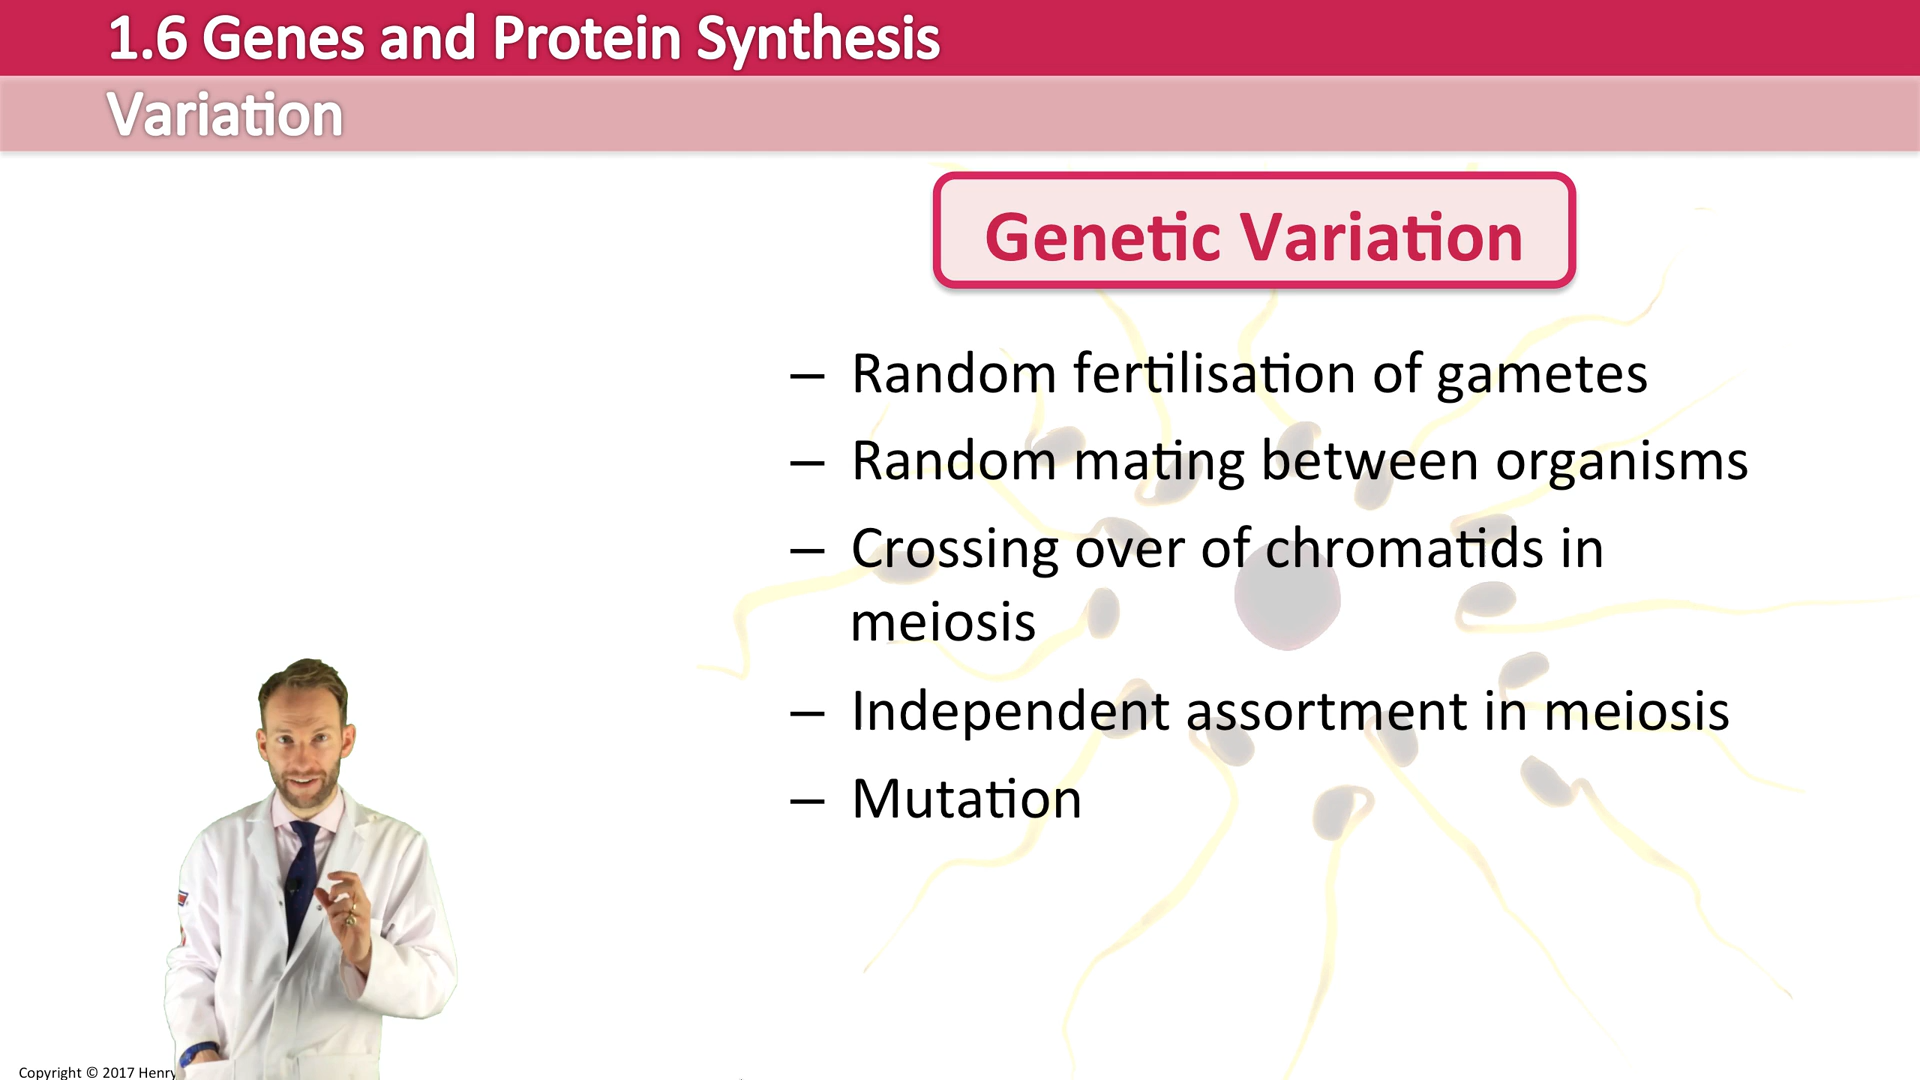 1.6 Genes and Protein Synthesis
Variation
Genetic Variation
– Random fertilisation of gametes
– Random mating between organisms
– Crossing over of chromatids in
meiosis
– Independent assortment in meiosis
– Mutation
Copyright © 2017 Henry